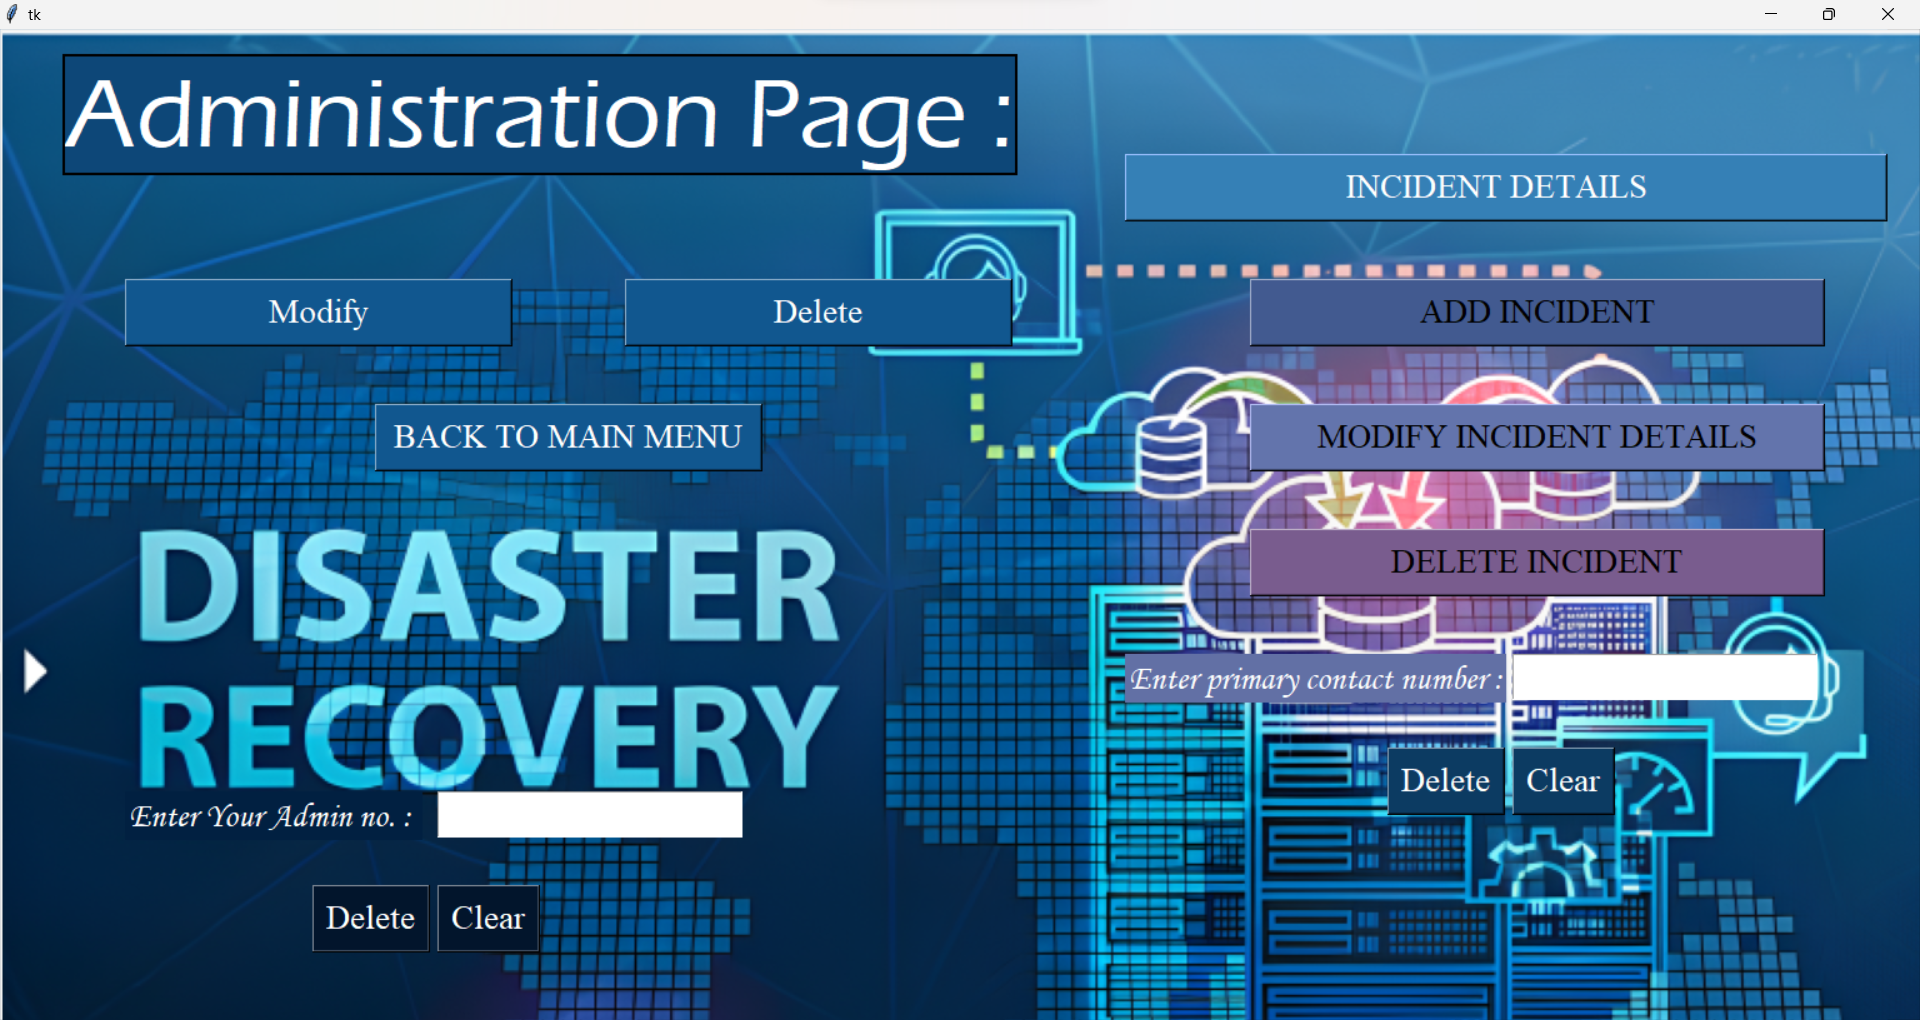 tk
Administration Page :
INCIDENT DETAILS
Modify
Delete
ADD INCIDENT
BACK TO MAIN MENU
MODIFY INCIDENT DETAILS
DISASTER
RECOVERY
DELETE INCIDENT
Enter primary contact number :
Delete
Clear
Enter Your Admin no. :
Delete
Clear